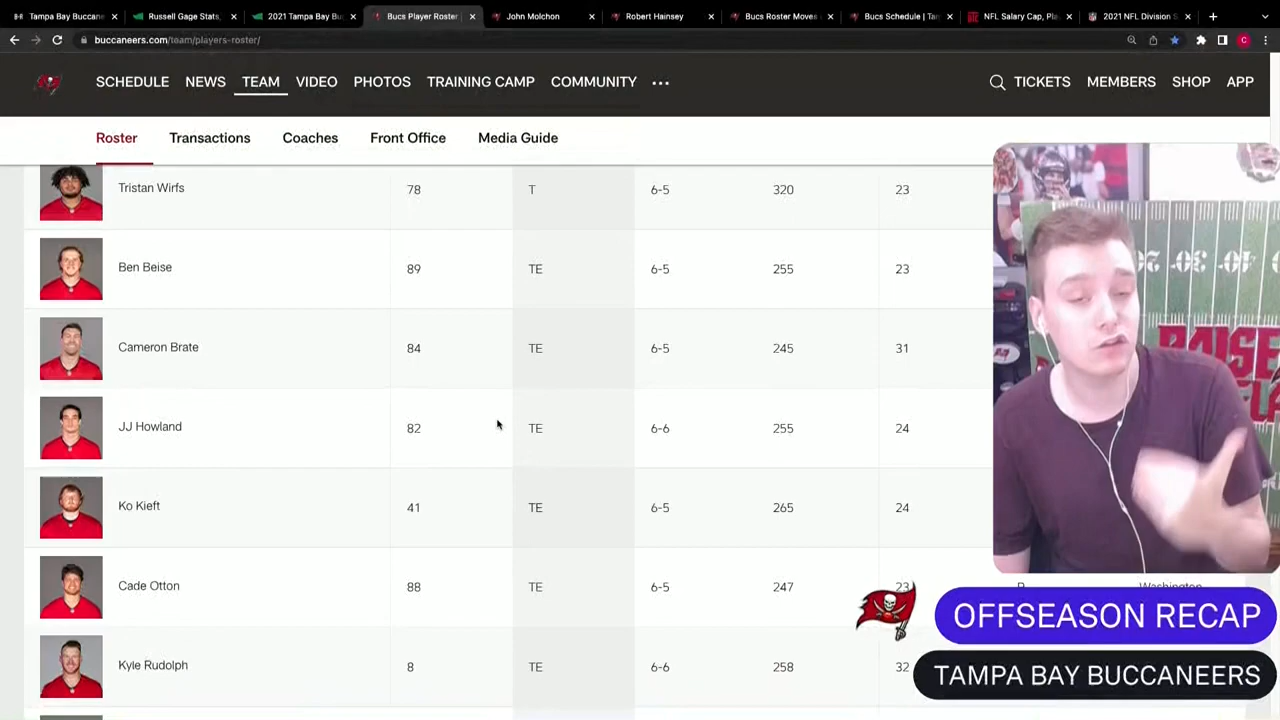 Tampa Bay Buccane
Russell Gage Stats,
2021 Tampa Bay Bu
Bucs Player Roster
John Molchon
Robert Hainsey
Bucs Roster Moves
Bucs Schedule | Tam
NFL Salary Cap, Pla
2021 NFL Division S
buccaneers.com/team/players-roster/
SCHEDULE NEWS TEAM VIDEO PHOTOS TRAINING CAMP COMMUNITY ... TICKETS MEMBERS SHOP APP
Roster Transactions Coaches Front Office Media Guide
Tristan Wirfs 78 T 6-5 320 23
Ben Beise 89 TE 6-5 255 23
Cameron Brate 84 TE 6-5 245 31
JJ Howland 82 TE 6-6 255 24
Ko Kieft 41 TE 6-5 265 24
Cade Otton 88 TE 6-5 247 23 R Washington
Kyle Rudolph 8 TE 6-6 258 32
OFFSEASON RECAP
TAMPA BAY BUCCANEERS